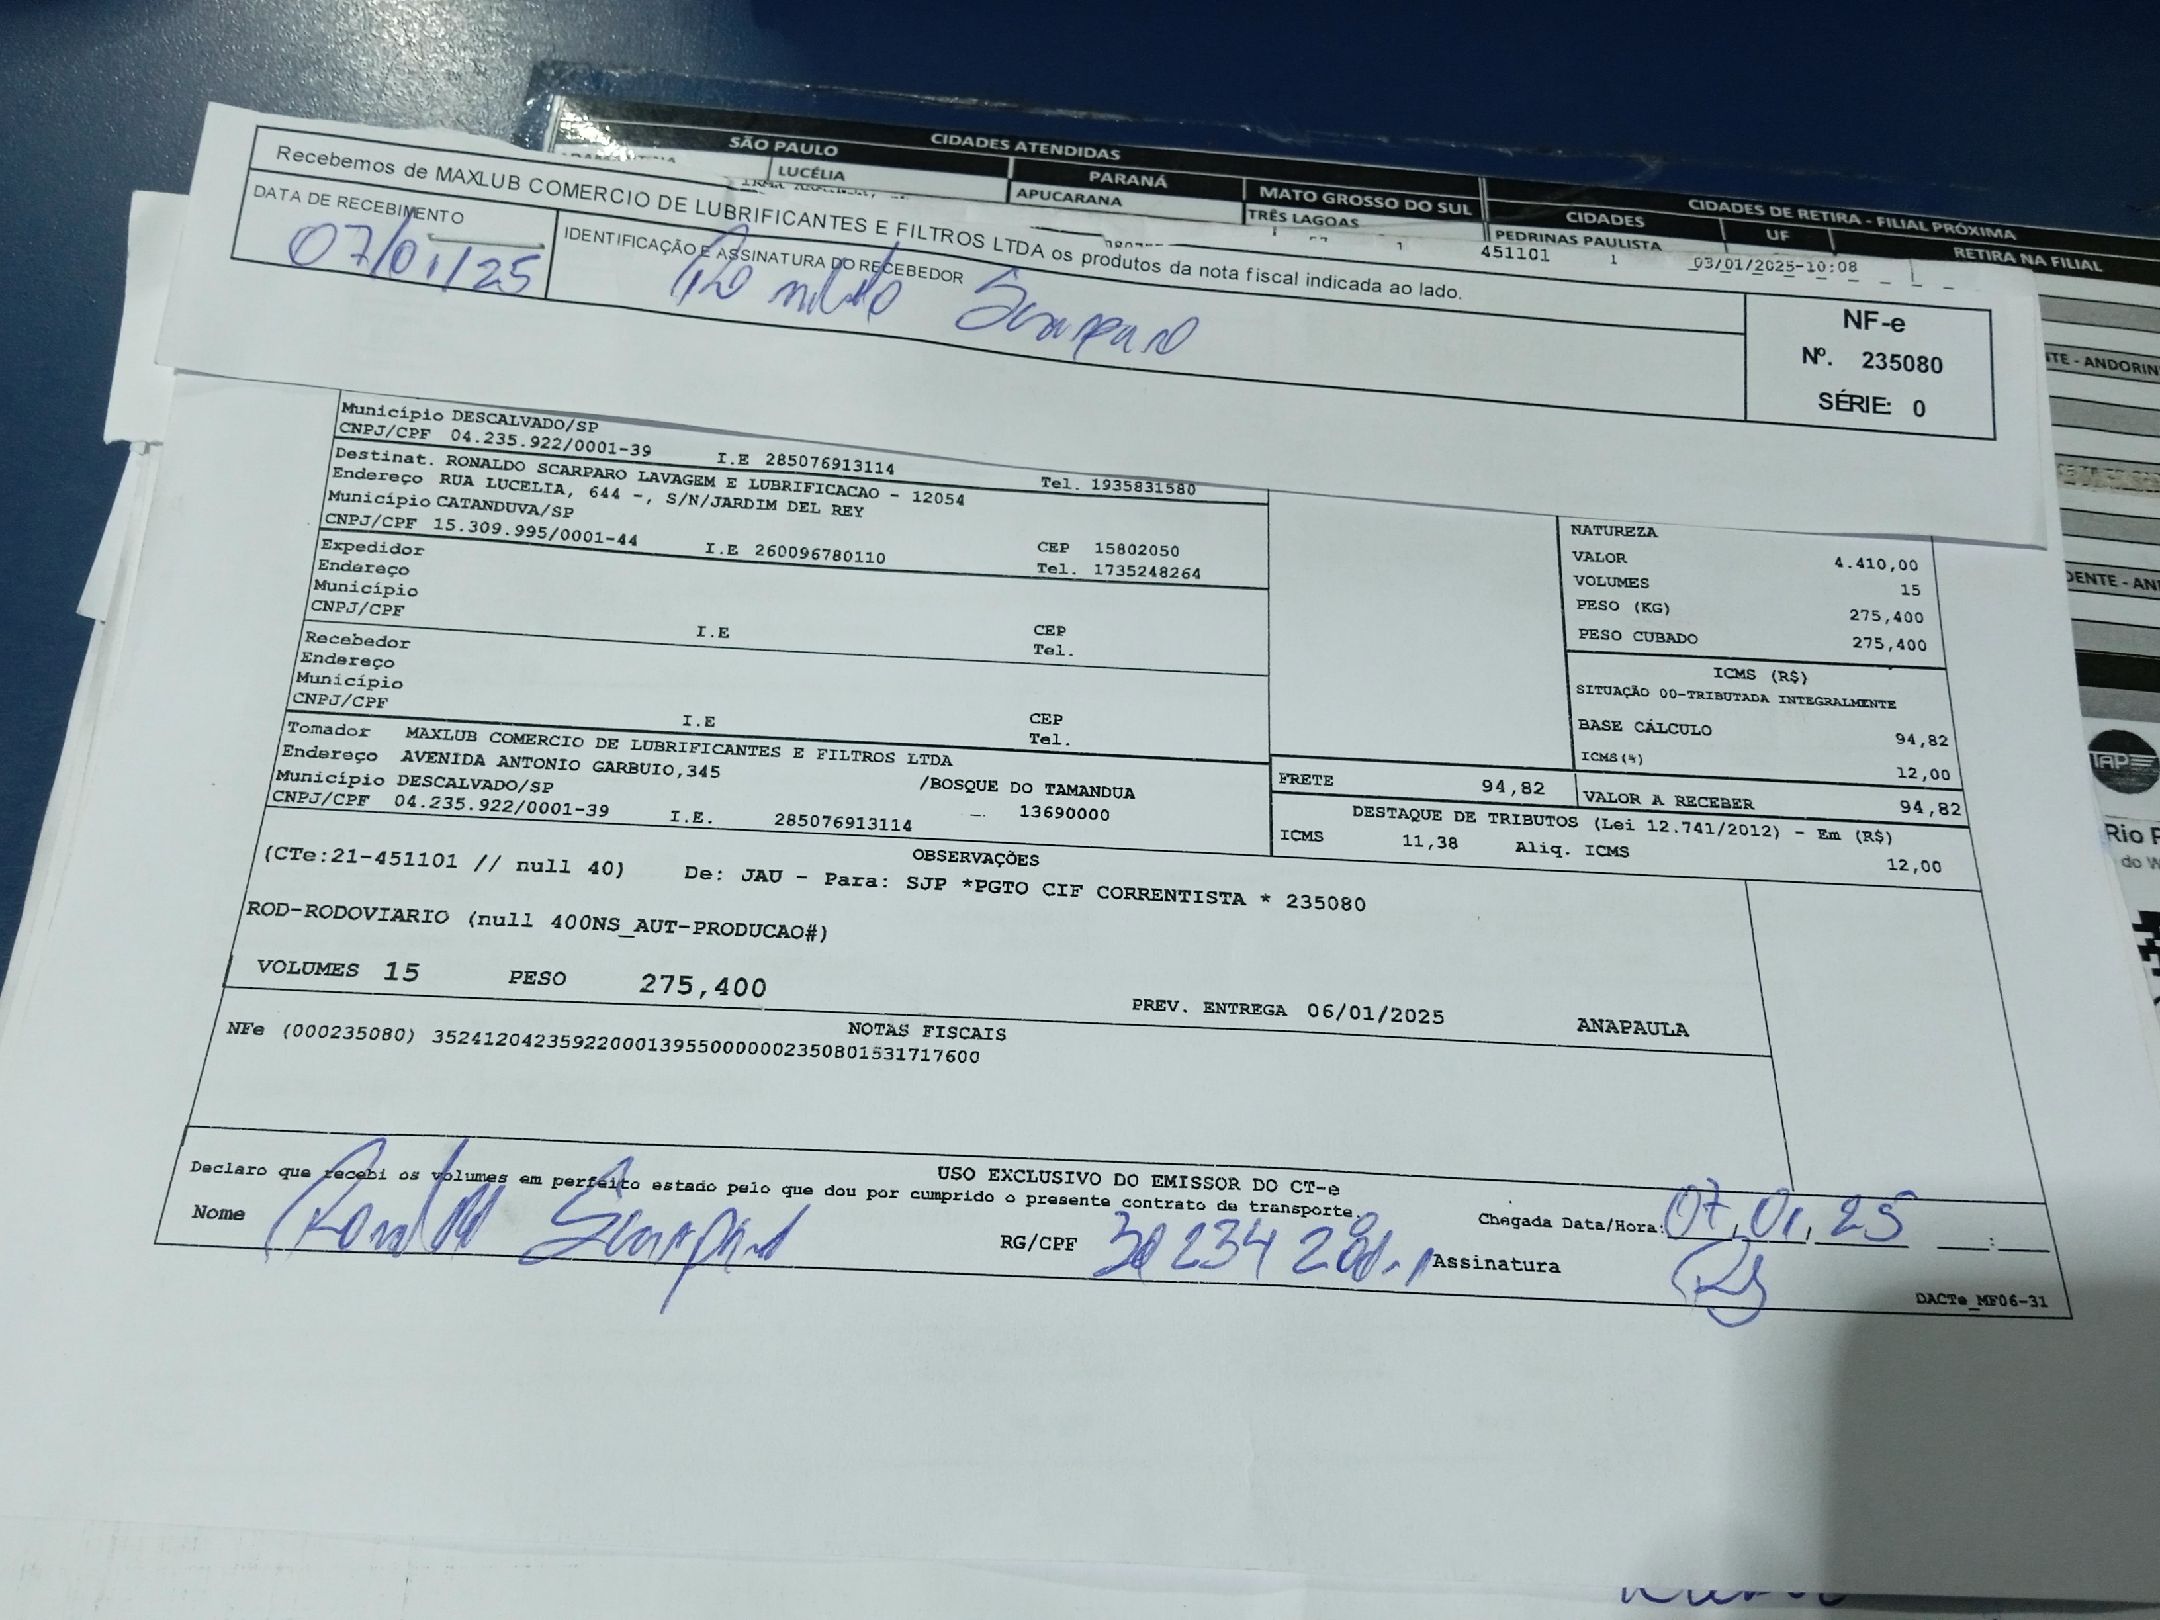 CIDADES ATENDIDAS
SÃO PAULO
PARANÁ
MATO GROSSO DO SUL
CIDADES DE RETIRA - FILIAL PRÓXIMA
LUCÉLIA
APUCARANA
TRÊS LAGOAS
CIDADES
UF
RETIRA NA FILIAL
PEDRINAS PAULISTA
451101 1 03/01/2025-10:08
Recebemos de MAXLUB COMERCIO DE LUBRIFICANTES E FILTROS LTDA os produtos da nota fiscal indicada ao lado.
DATA DE RECEBIMENTO
07/01/25
IDENTIFICAÇÃO E ASSINATURA DO RECEBEDOR
Ronaldo Scarparo
NF-e
Nº. 235080
SÉRIE: 0
Município DESCALVADO/SP
CNPJ/CPF 04.235.922/0001-39 I.E 285076913114 Tel. 1935831580
Destinat. RONALDO SCARPARO LAVAGEM E LUBRIFICACAO - 12054
Endereço RUA LUCELIA, 644 -, S/N/JARDIM DEL REY
Município CATANDUVA/SP CEP 15802050
CNPJ/CPF 15.309.995/0001-44 I.E 260096780110 Tel. 1735248264
Expedidor
Endereço
Município CEP
CNPJ/CPF I.E Tel.
Recebedor
Endereço
Município CEP
CNPJ/CPF I.E Tel.
Tomador MAXLUB COMERCIO DE LUBRIFICANTES E FILTROS LTDA
Endereço AVENIDA ANTONIO GARBUIO,345 /BOSQUE DO TAMANDUA
Município DESCALVADO/SP 13690000
CNPJ/CPF 04.235.922/0001-39 I.E. 285076913114
NATUREZA
VALOR 4.410,00
VOLUMES 15
PESO (KG) 275,400
PESO CUBADO 275,400
ICMS (R$)
SITUAÇÃO 00-TRIBUTADA INTEGRALMENTE
BASE CÁLCULO 94,82
ICMS(%) 12,00
FRETE 94,82 VALOR A RECEBER 94,82
DESTAQUE DE TRIBUTOS (Lei 12.741/2012) - Em (R$)
ICMS 11,38 Aliq. ICMS 12,00
OBSERVAÇÕES
(CTe:21-451101 // null 40) De: JAU - Para: SJP *PGTO CIF CORRENTISTA * 235080
ROD-RODOVIARIO (null 400NS_AUT-PRODUCAO#)
VOLUMES 15 PESO 275,400 PREV. ENTREGA 06/01/2025 ANAPAULA
NOTAS FISCAIS
NFe (000235080) 35241204235922000139550000002350801531717600
USO EXCLUSIVO DO EMISSOR DO CT-e
Declaro que recebi os volumes em perfeito estado pelo que dou por cumprido o presente contrato de transporte.
Nome Ronaldo Scarparo RG/CPF Chegada Data/Hora: 07,01,25 :
Assinatura RS
DACTe_MF06-31
TAP